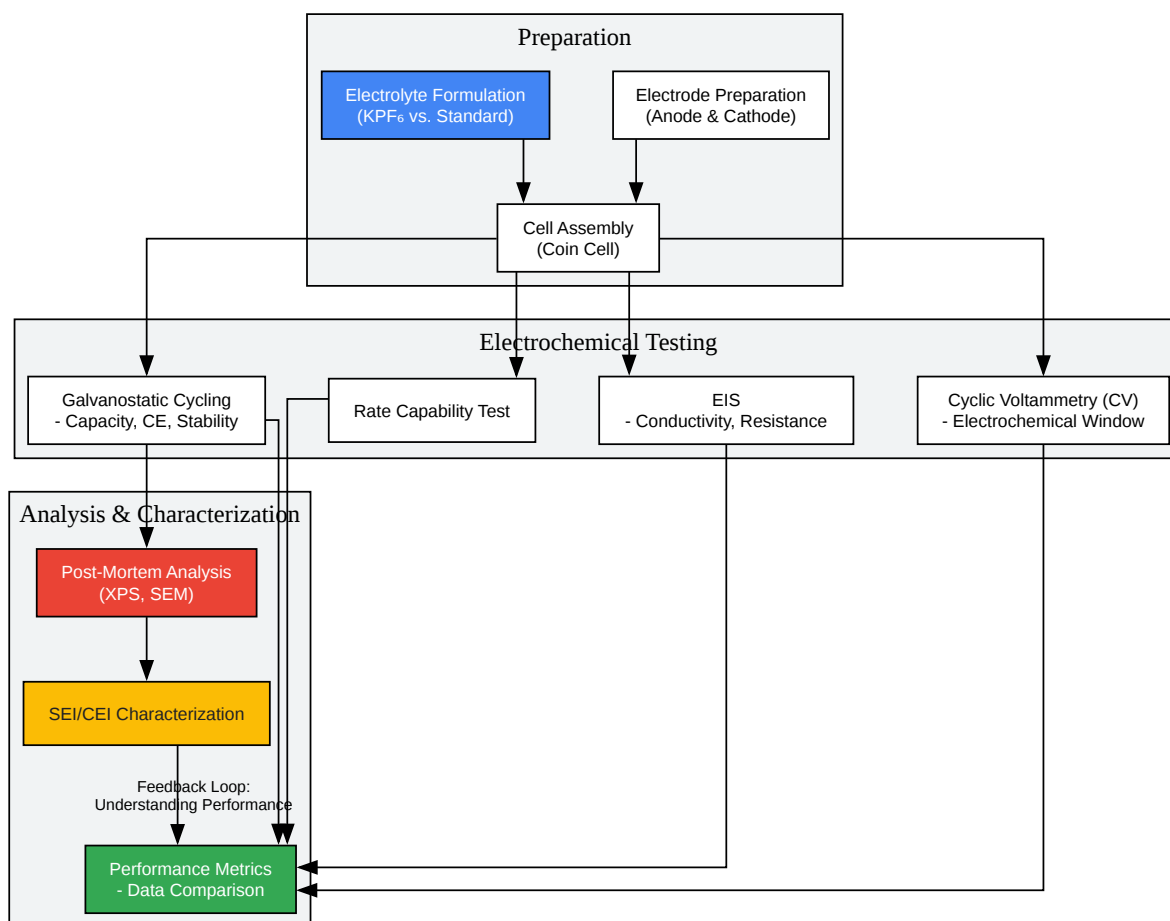 Preparation
Electrolyte Formulation
(KPF₆ vs. Standard)
Electrode Preparation
(Anode & Cathode)
Cell Assembly
(Coin Cell)
Electrochemical Testing
Galvanostatic Cycling
- Capacity, CE, Stability
Rate Capability Test
EIS
- Conductivity, Resistance
Cyclic Voltammetry (CV)
- Electrochemical Window
Analysis & Characterization
Post-Mortem Analysis
(XPS, SEM)
SEI/CEI Characterization
Feedback Loop:
Understanding Performance
Performance Metrics
- Data Comparison